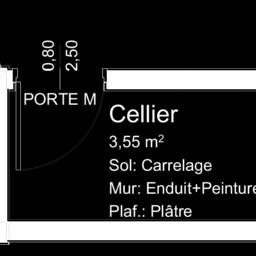 0,80
2,50
PORTE M
Cellier
3,55 m²
Sol: Carrelage
Mur: Enduit+Peinture
Plaf.: Plâtre